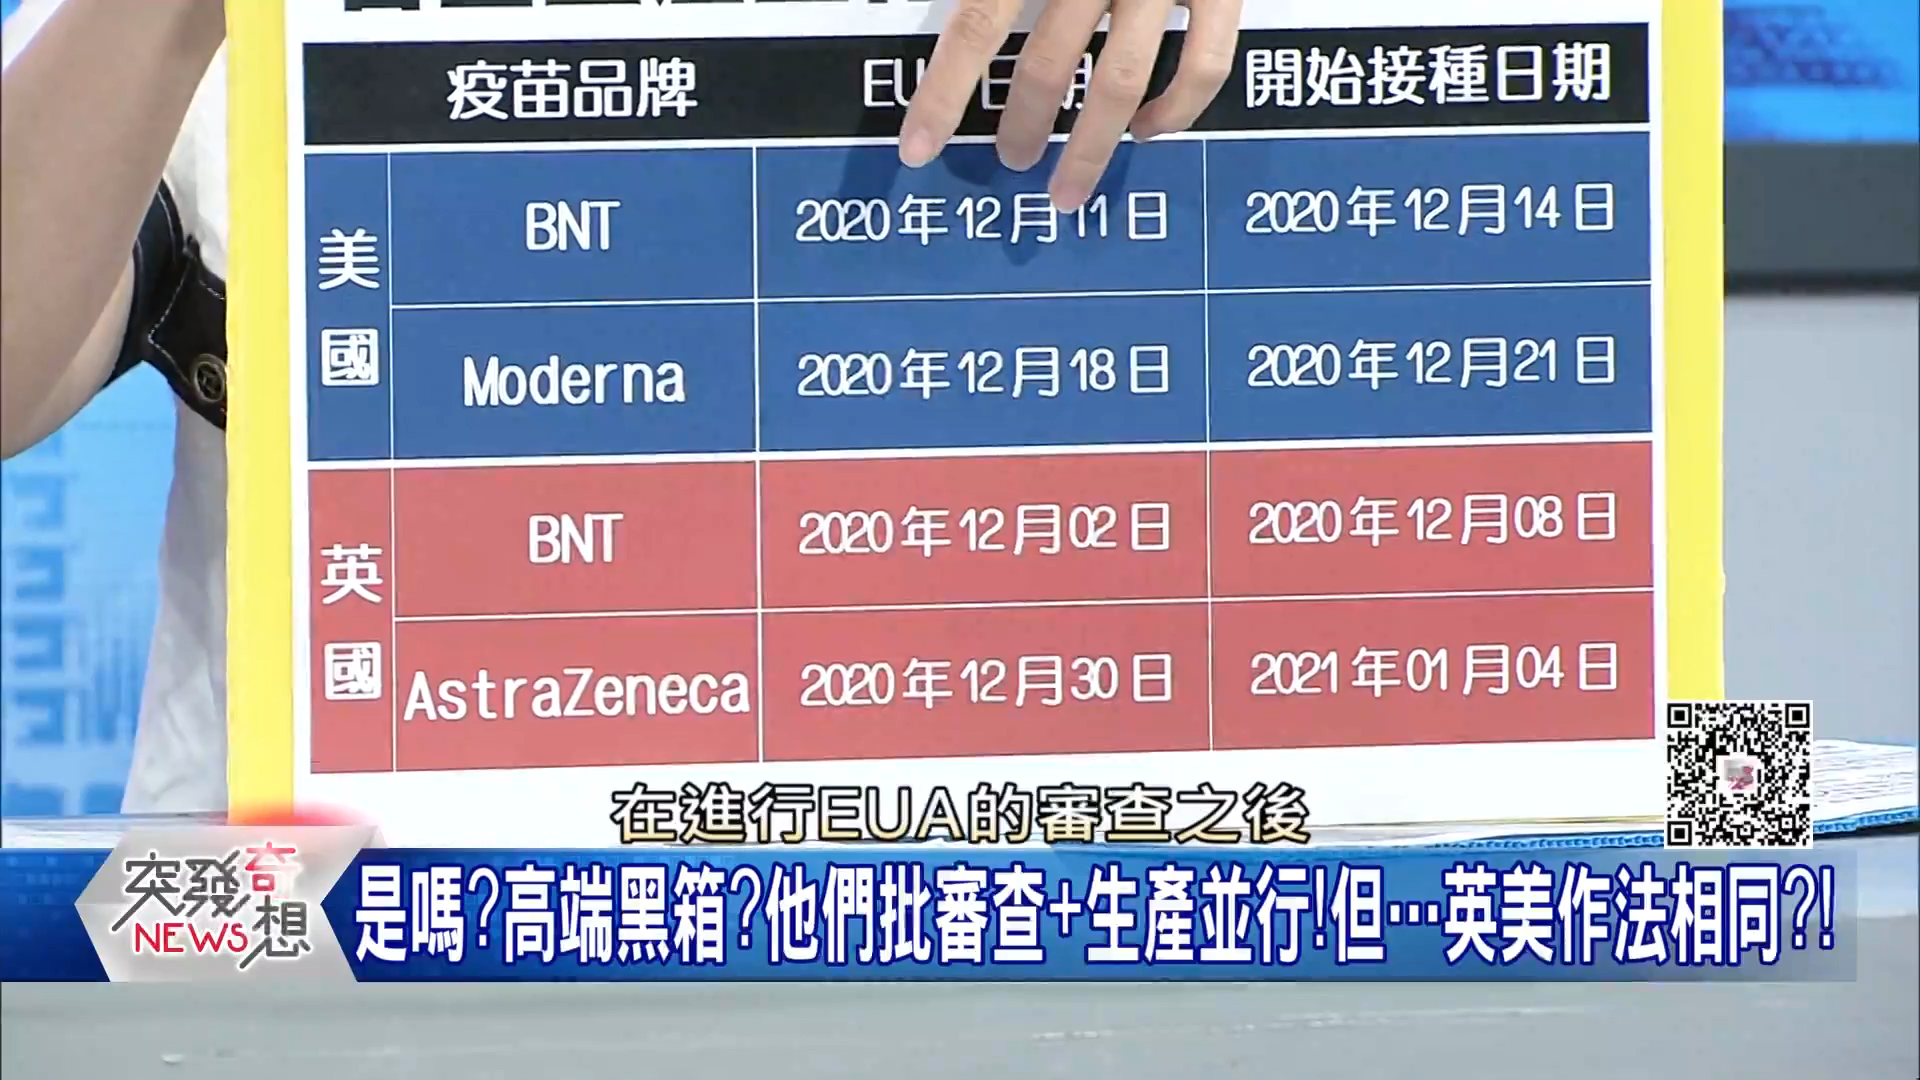 疫苗品牌
開始接種日期
美國
BNT
2020年12月11日
2020年12月14日
Moderna
2020年12月18日
2020年12月21日
英國
BNT
2020年12月02日
2020年12月08日
AstraZeneca
2020年12月30日
2021年01月04日
在進行EUA的審查之後
突發奇想
NEWS
是嗎?高端黑箱?他們批審查+生產並行!但…英美作法相同?!